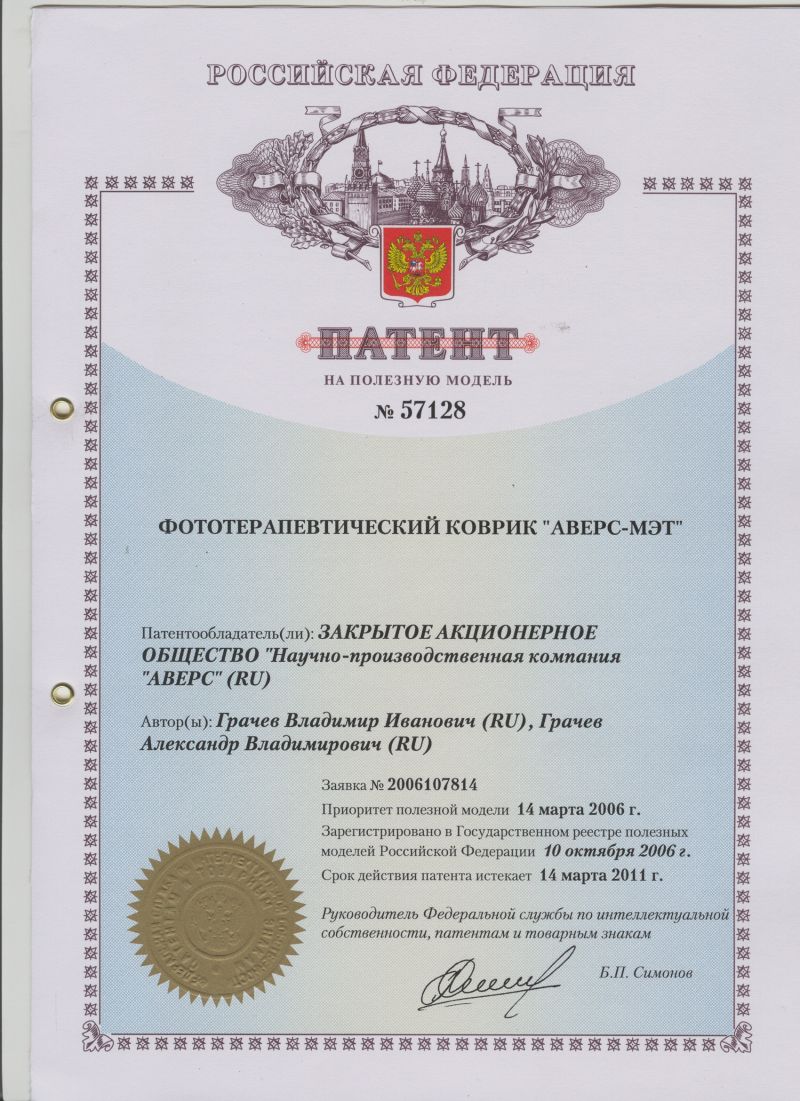 РОССИЙСКАЯ ФЕДЕРАЦИЯ
ПАТЕНТ
НА ПОЛЕЗНУЮ МОДЕЛЬ
№ 57128
ФОТОТЕРАПЕВТИЧЕСКИЙ КОВРИК "АВЕРС-МЭТ"
Патентообладатель(ли): ЗАКРЫТОЕ АКЦИОНЕРНОЕ
ОБЩЕСТВО "Научно-производственная компания
"АВЕРС" (RU)
Автор(ы): Грачев Владимир Иванович (RU), Грачев
Александр Владимирович (RU)
Заявка № 2006107814
Приоритет полезной модели 14 марта 2006 г.
Зарегистрировано в Государственном реестре полезных
моделей Российской Федерации 10 октября 2006 г.
Срок действия патента истекает 14 марта 2011 г.
Руководитель Федеральной службы по интеллектуальной
собственности, патентам и товарным знакам
Б.П. Симонов